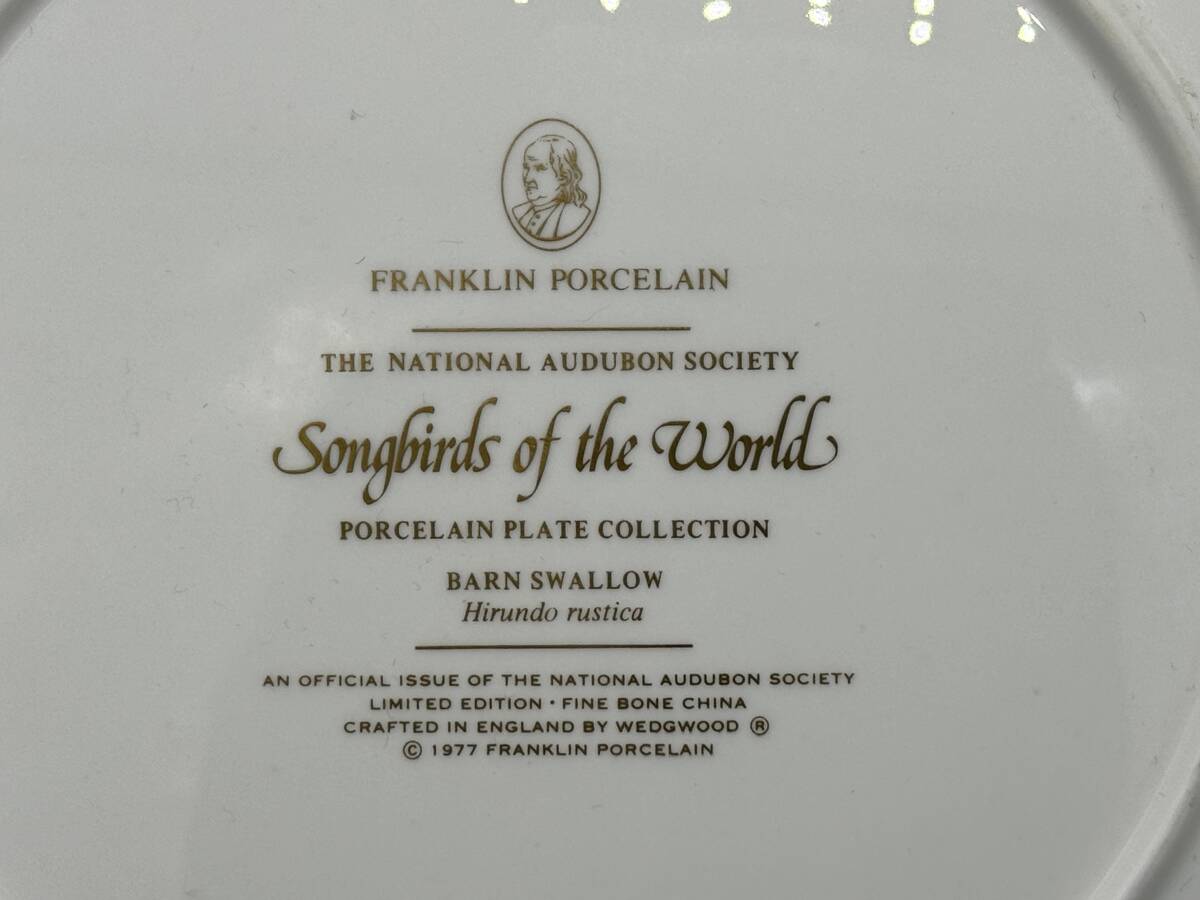 FRANKLIN PORCELAIN
THE NATIONAL AUDUBON SOCIETY
Songbirds of the World
PORCELAIN PLATE COLLECTION
BARN SWALLOW
Hirundo rustica
AN OFFICIAL ISSUE OF THE NATIONAL AUDUBON SOCIETY
LIMITED EDITION · FINE BONE CHINA
CRAFTED IN ENGLAND BY WEDGWOOD ®
© 1977 FRANKLIN PORCELAIN